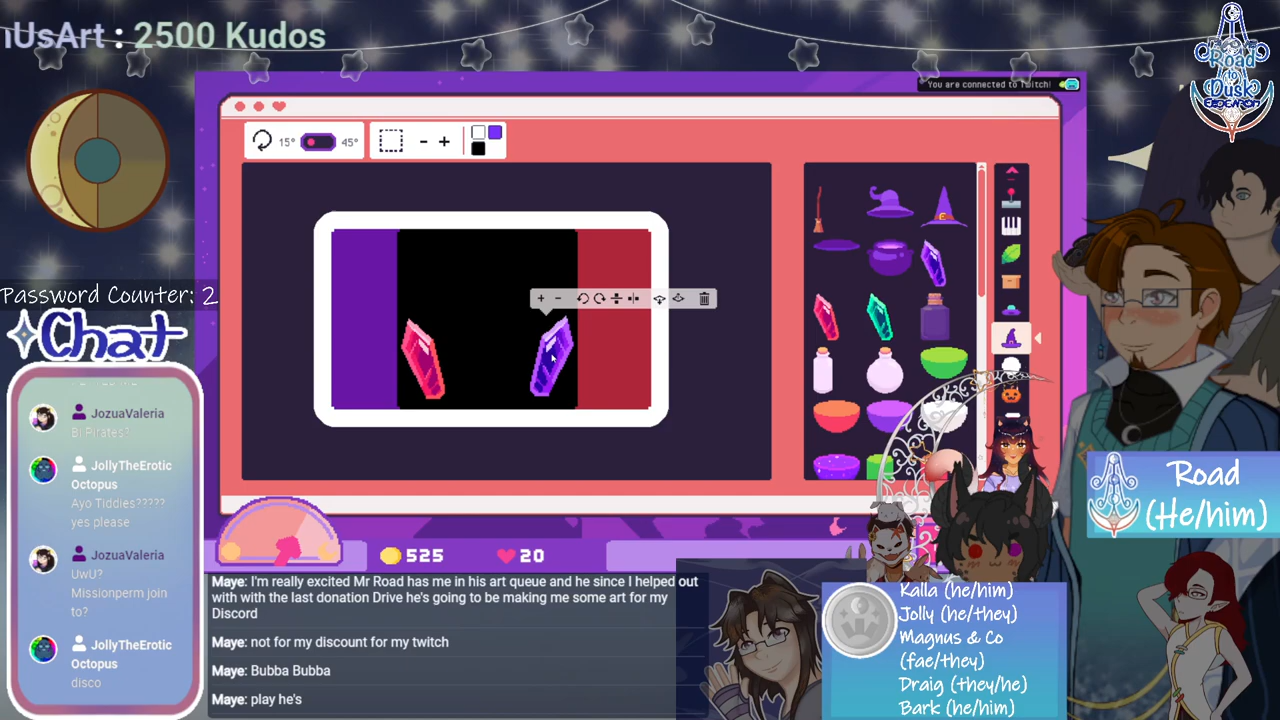 nUsArt : 2500 Kudos
You are connected to Twitch!
Road
to
Dusk
15° 45°
Password Counter: 2
Chat
JozuaValeria
Bi Pirates?
JollyTheErotic
Octopus
Ayo Tiddies?????
yes please
JozuaValeria
UwU?
Missionperm join
to?
JollyTheErotic
Octopus
disco
525 20
Maye: I'm really excited Mr Road has me in his art queue and he since I helped out
with with the last donation Drive he's going to be making me some art for my
Discord
Maye: not for my discount for my twitch
Maye: Bubba Bubba
Maye: play he's
Road
(He/him)
Kalla (he/him)
Jolly (he/they)
Magnus & Co
(fae/they)
Draig (they/he)
Bark (he/him)